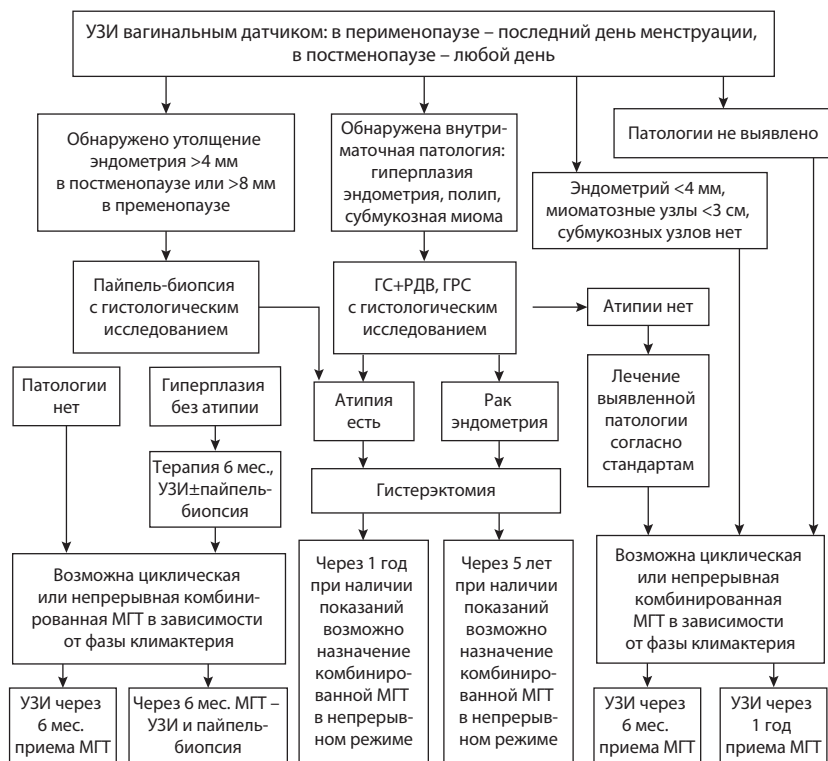 УЗИ вагинальным датчиком: в перименопаузе – последний день менструации,
в постменопаузе – любой день
Обнаружено утолщение
эндометрия >4 мм
в постменопаузе или >8 мм
в пременопаузе
Обнаружена внутри-
маточная патология:
гиперплазия
эндометрия, полип,
субмукозная миома
Патологии не выявлено
Эндометрий <4 мм,
миоматозные узлы <3 см,
субмукозных узлов нет
Пайпель-биопсия
с гистологическим
исследованием
ГС+РДВ, ГРС
с гистологическим
исследованием
Атипии нет
Патологии
нет
Гиперплазия
без атипии
Атипия
есть
Рак
эндометрия
Лечение
выявленной
патологии
согласно
стандартам
Терапия 6 мес.,
УЗИ±пайпель-
биопсия
Гистерэктомия
Возможна циклическая
или непрерывная комбини-
рованная МГТ в зависимости
от фазы климактерия
Через 1 год
при наличии
показаний
возможно
назначение
комбиниро-
ванной МГТ
в непрерыв-
ном режиме
Через 5 лет
при наличии
показаний
возможно
назначение
комбиниро-
ванной МГТ
в непрерыв-
ном режиме
Возможна циклическая
или непрерывная
комбинированная
МГТ в зависимости
от фазы климактерия
УЗИ через
6 мес.
приема МГТ
Через 6 мес. МГТ –
УЗИ и пайпель-
биопсия
УЗИ через
6 мес.
приема МГТ
УЗИ через
1 год
приема МГТ